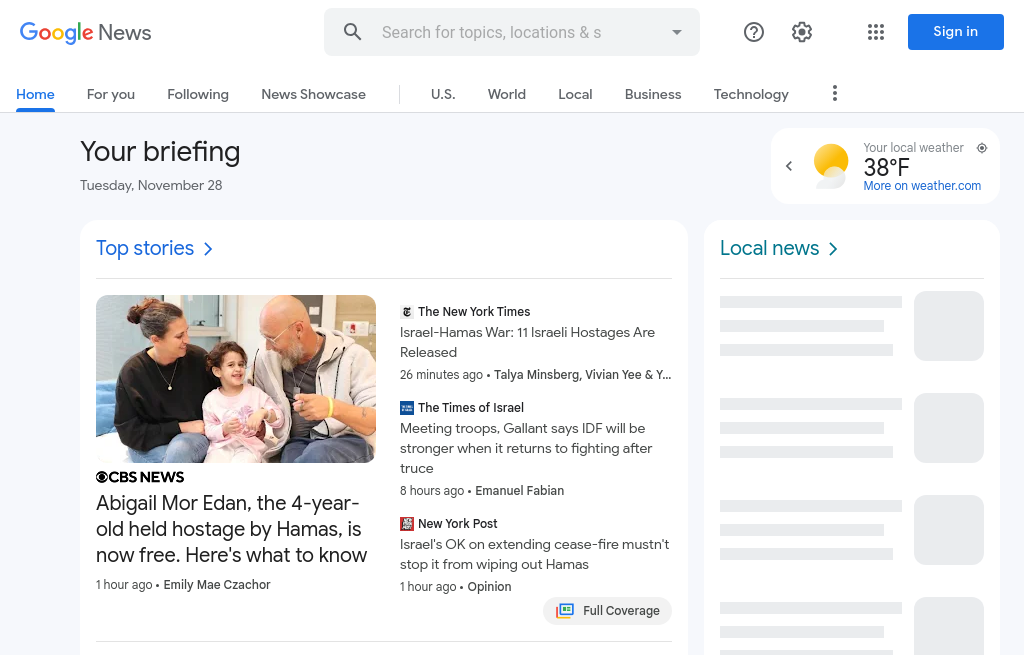 Google News
Search for topics, locations & s
Sign in
Home
For you
Following
News Showcase
U.S.
World
Local
Business
Technology
Your briefing
Tuesday, November 28
Your local weather
38°F
More on weather.com
Top stories
CBS NEWS
Abigail Mor Edan, the 4-year-
old held hostage by Hamas, is
now free. Here's what to know
1 hour ago • Emily Mae Czachor
The New York Times
Israel-Hamas War: 11 Israeli Hostages Are
Released
26 minutes ago • Talya Minsberg, Vivian Yee & Y...
The Times of Israel
Meeting troops, Gallant says IDF will be
stronger when it returns to fighting after
truce
8 hours ago • Emanuel Fabian
New York Post
Israel's OK on extending cease-fire mustn't
stop it from wiping out Hamas
1 hour ago • Opinion
Full Coverage
Local news